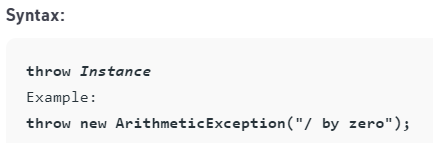 Syntax:
throw Instance
Example:
throw new ArithmeticException("/ by zero");